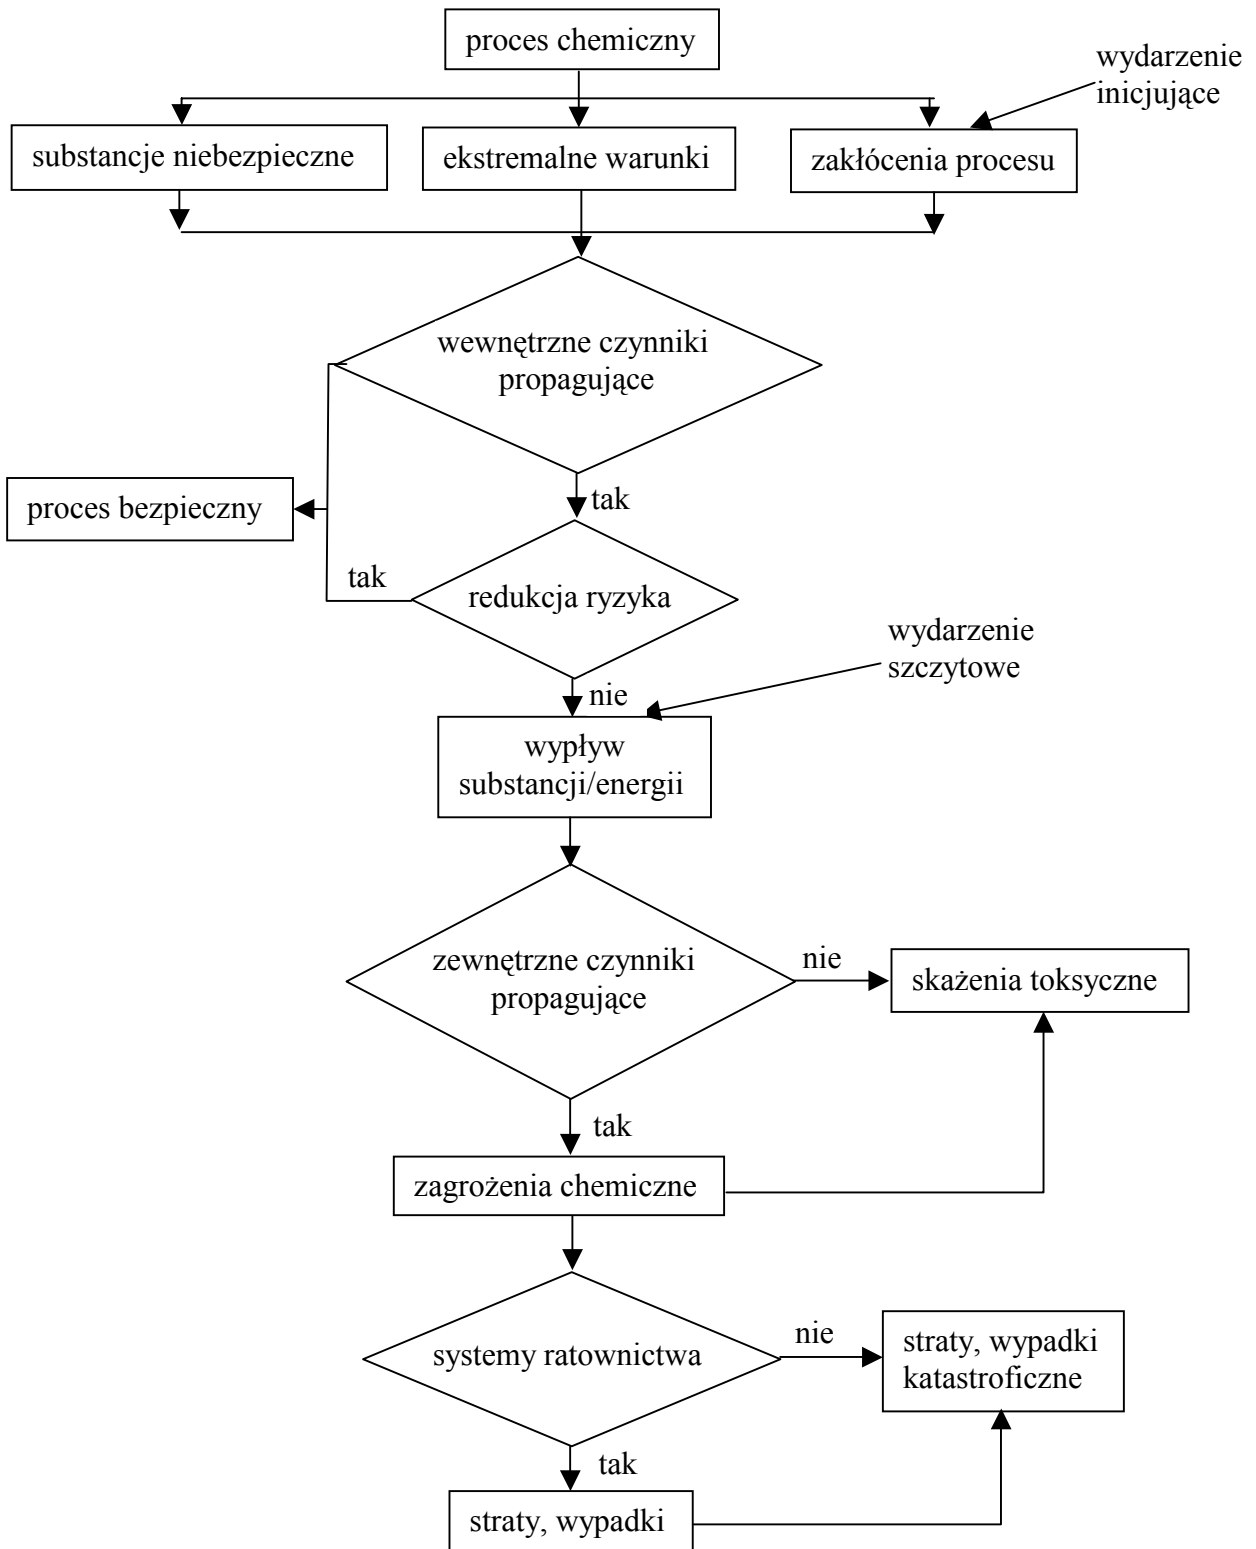 proces chemiczny
wydarzenie
inicjujące
substancje niebezpieczne
ekstremalne warunki
zakłócenia procesu
wewnętrzne czynniki
propagujące
proces bezpieczny
tak
tak
redukcja ryzyka
wydarzenie
szczytowe
nie
wypływ
substancji/energii
zewnętrzne czynniki
propagujące
nie
skażenia toksyczne
tak
zagrożenia chemiczne
systemy ratownictwa
nie
straty, wypadki
katastroficzne
tak
straty, wypadki